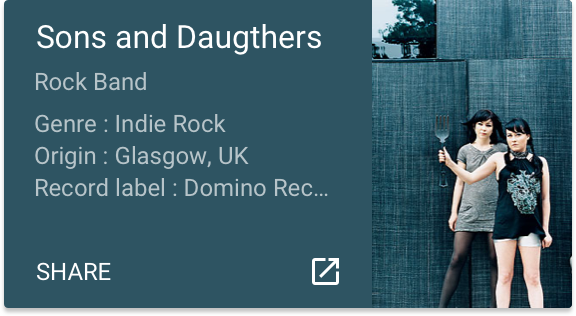 Sons and Daugthers
Rock Band
Genre : Indie Rock
Origin : Glasgow, UK
Record label : Domino Rec...
SHARE